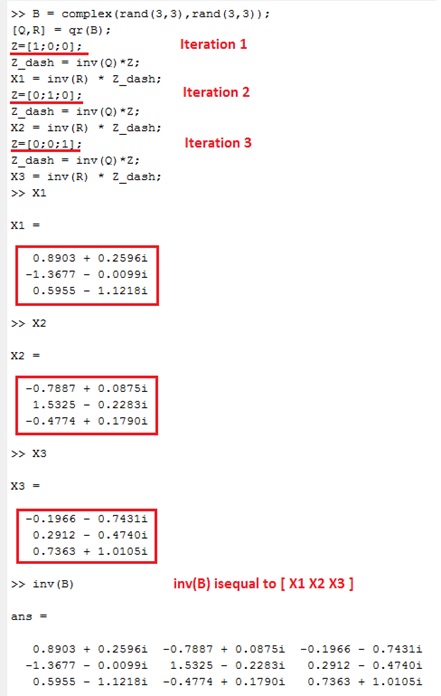 >> B = complex(rand(3,3),rand(3,3));
[Q,R] = qr(B);
Z=[1;0;0]; Iteration 1
Z_dash = inv(Q)*Z;
X1 = inv(R) * Z_dash;
Z=[0;1;0]; Iteration 2
Z_dash = inv(Q)*Z;
X2 = inv(R) * Z_dash;
Z=[0;0;1]; Iteration 3
Z_dash = inv(Q)*Z;
X3 = inv(R) * Z_dash;
>> X1
X1 =
0.8903 + 0.2596i
-1.3677 - 0.0099i
0.5955 - 1.1218i
>> X2
X2 =
-0.7887 + 0.0875i
1.5325 - 0.2283i
-0.4774 + 0.1790i
>> X3
X3 =
-0.1966 - 0.7431i
0.2912 - 0.4740i
0.7363 + 1.0105i
>> inv(B) inv(B) isequal to [ X1 X2 X3 ]
ans =
0.8903 + 0.2596i -0.7887 + 0.0875i -0.1966 - 0.7431i
-1.3677 - 0.0099i 1.5325 - 0.2283i 0.2912 - 0.4740i
0.5955 - 1.1218i -0.4774 + 0.1790i 0.7363 + 1.0105i